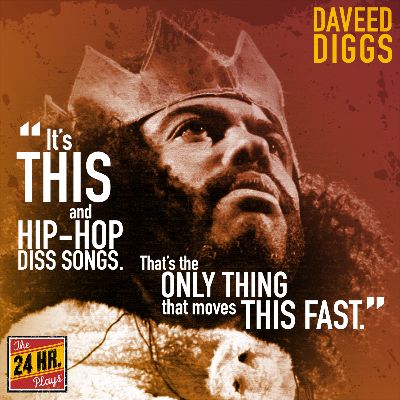 DAVEED
DIGGS
"It's
THIS
and
HIP-HOP
DISS SONGS.
That's the
ONLY THING
that moves THIS FAST."
The
24 HR.
Plays